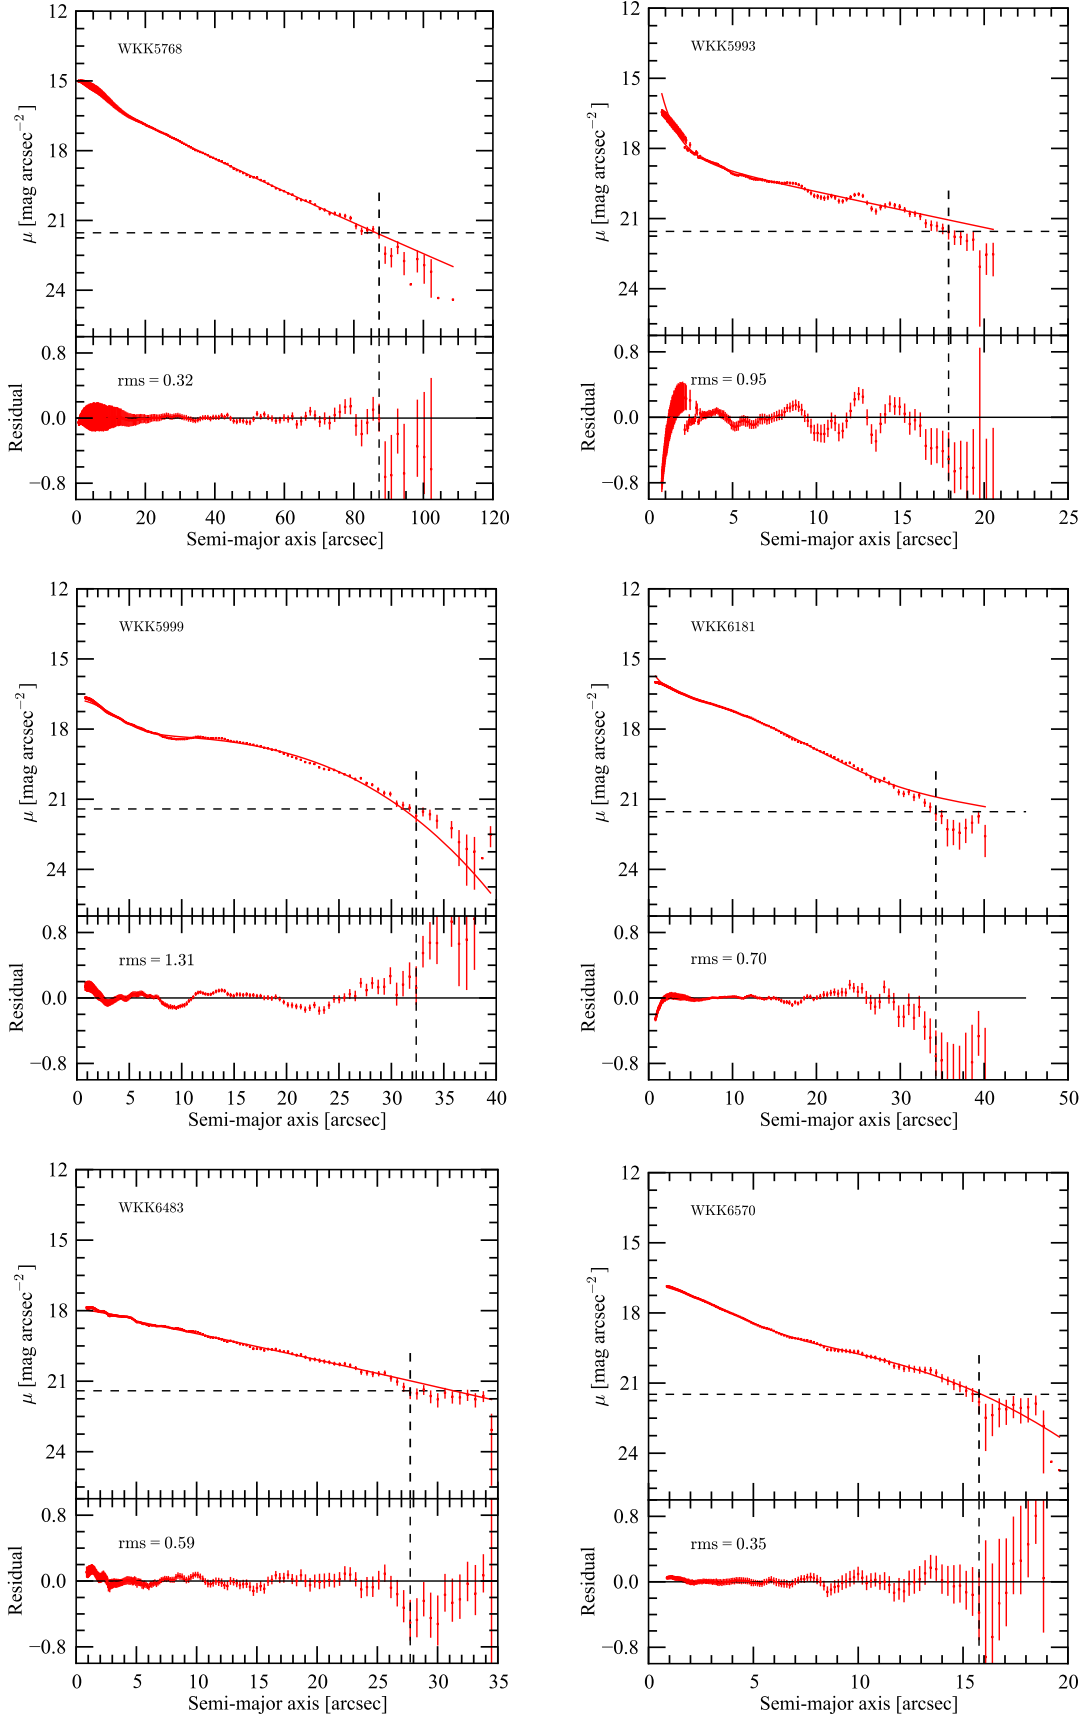 WKK5768
12
15
18
21
24
μ [mag arcsec−2]
rms = 0.32
0.8
0.0
−0.8
Residual
0 20 40 60 80 100 120
Semi-major axis [arcsec]
WKK5993
12
15
18
21
24
μ [mag arcsec−2]
rms = 0.95
0.8
0.0
−0.8
Residual
0 5 10 15 20 25
Semi-major axis [arcsec]
WKK5999
12
15
18
21
24
μ [mag arcsec−2]
rms = 1.31
0.8
0.0
−0.8
Residual
0 5 10 15 20 25 30 35 40
Semi-major axis [arcsec]
WKK6181
12
15
18
21
24
μ [mag arcsec−2]
rms = 0.70
0.8
0.0
−0.8
Residual
0 10 20 30 40 50
Semi-major axis [arcsec]
WKK6483
12
15
18
21
24
μ [mag arcsec−2]
rms = 0.59
0.8
0.0
−0.8
Residual
0 5 10 15 20 25 30 35
Semi-major axis [arcsec]
WKK6570
12
15
18
21
24
μ [mag arcsec−2]
rms = 0.35
0.8
0.0
−0.8
Residual
0 5 10 15 20
Semi-major axis [arcsec]